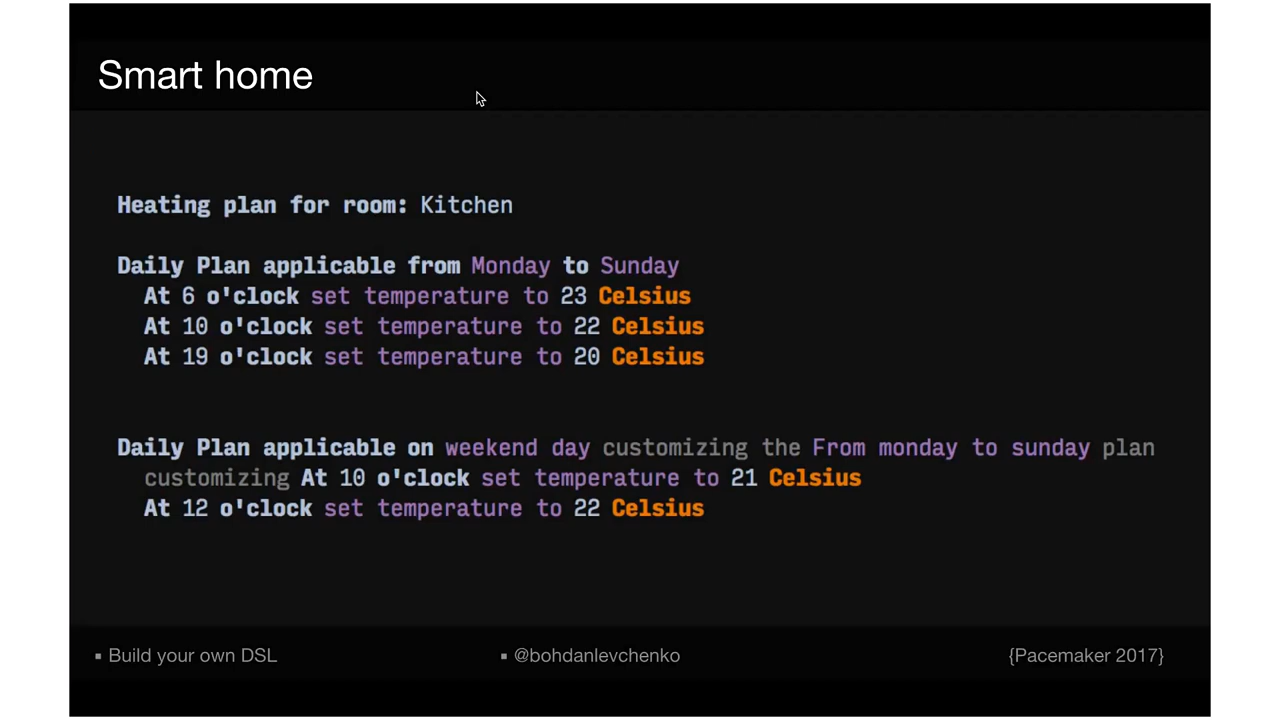 Smart home
Heating plan for room: Kitchen
Daily Plan applicable from Monday to Sunday
At 6 o'clock set temperature to 23 Celsius
At 10 o'clock set temperature to 22 Celsius
At 19 o'clock set temperature to 20 Celsius
Daily Plan applicable on weekend day customizing the From monday to sunday plan
customizing At 10 o'clock set temperature to 21 Celsius
At 12 o'clock set temperature to 22 Celsius
▪ Build your own DSL ▪ @bohdanlevchenko {Pacemaker 2017}